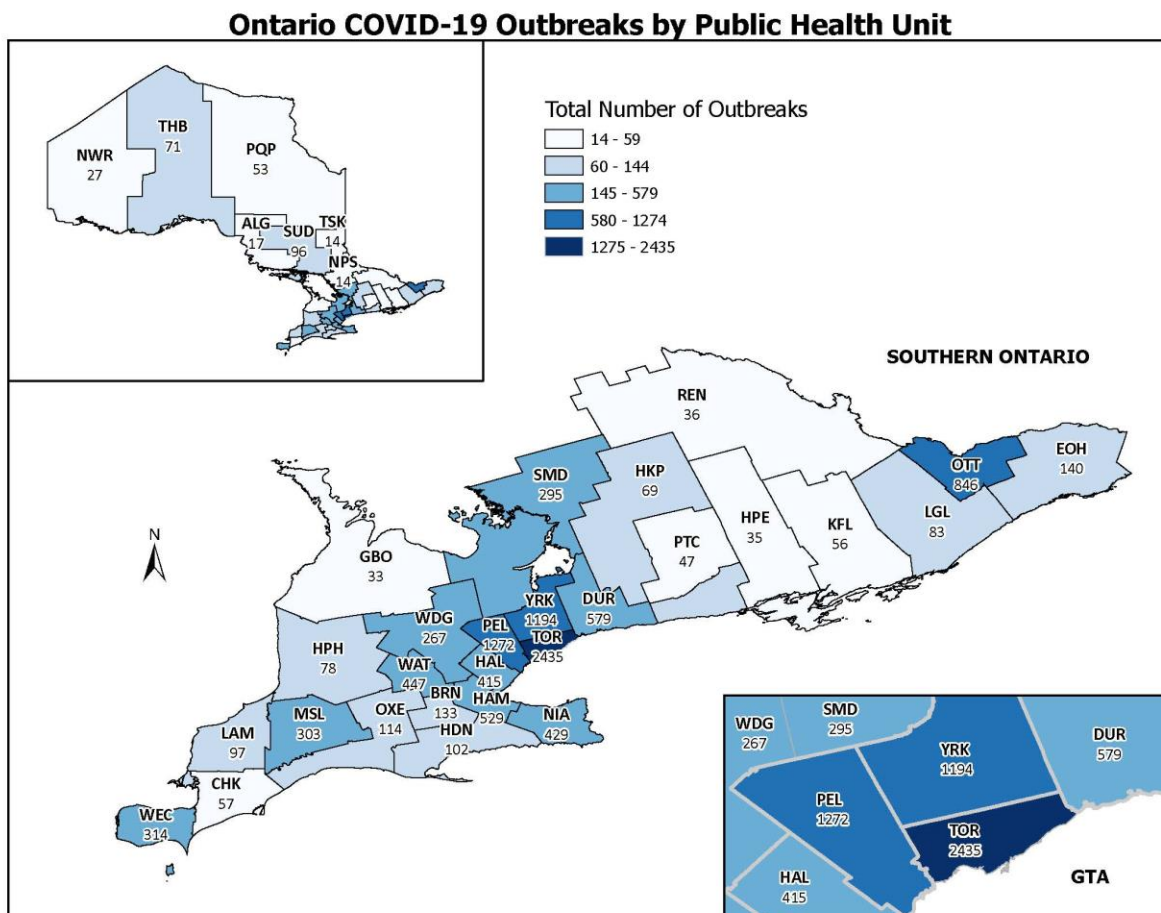 Ontario COVID-19 Outbreaks by Public Health Unit
THB
71
NWR
27
PQP
53
ALG
17
SUD
96
TSK
14
NPS
14
Total Number of Outbreaks
14 - 59
60 - 144
145 - 579
580 - 1274
1275 - 2435
SOUTHERN ONTARIO
REN
36
OTT
846
EOH
140
SMD
295
HKP
69
LGL
83
HPE
35
KFL
56
PTC
47
N
GBO
33
YRK
1194
DUR
579
WDG
267
PEL
1272
TOR
2435
HPH
78
WAT
447
HAL
415
BRN
133
HAM
529
OXE
114
MSL
303
NIA
429
HDN
102
LAM
97
CHK
57
WEC
314
WDG
267
SMD
295
YRK
1194
DUR
579
PEL
1272
TOR
2435
HAL
415
GTA